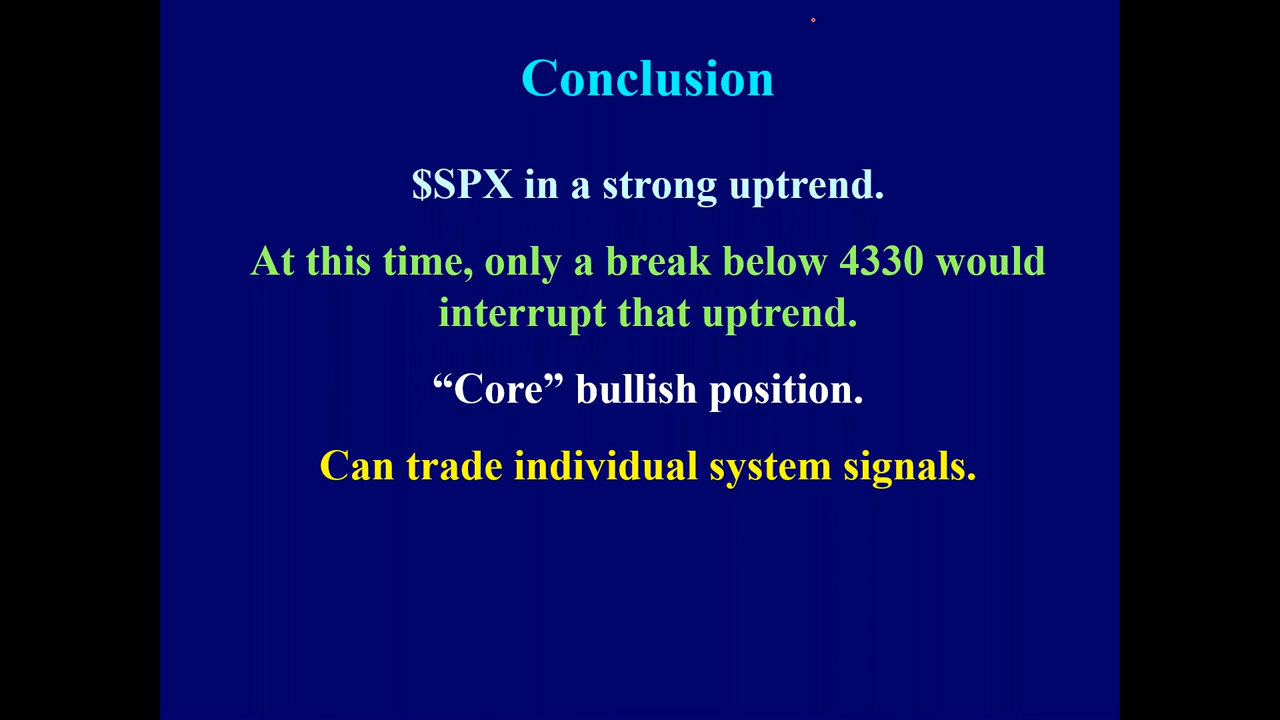 Conclusion
$SPX in a strong uptrend.
At this time, only a break below 4330 would
interrupt that uptrend.
“Core” bullish position.
Can trade individual system signals.